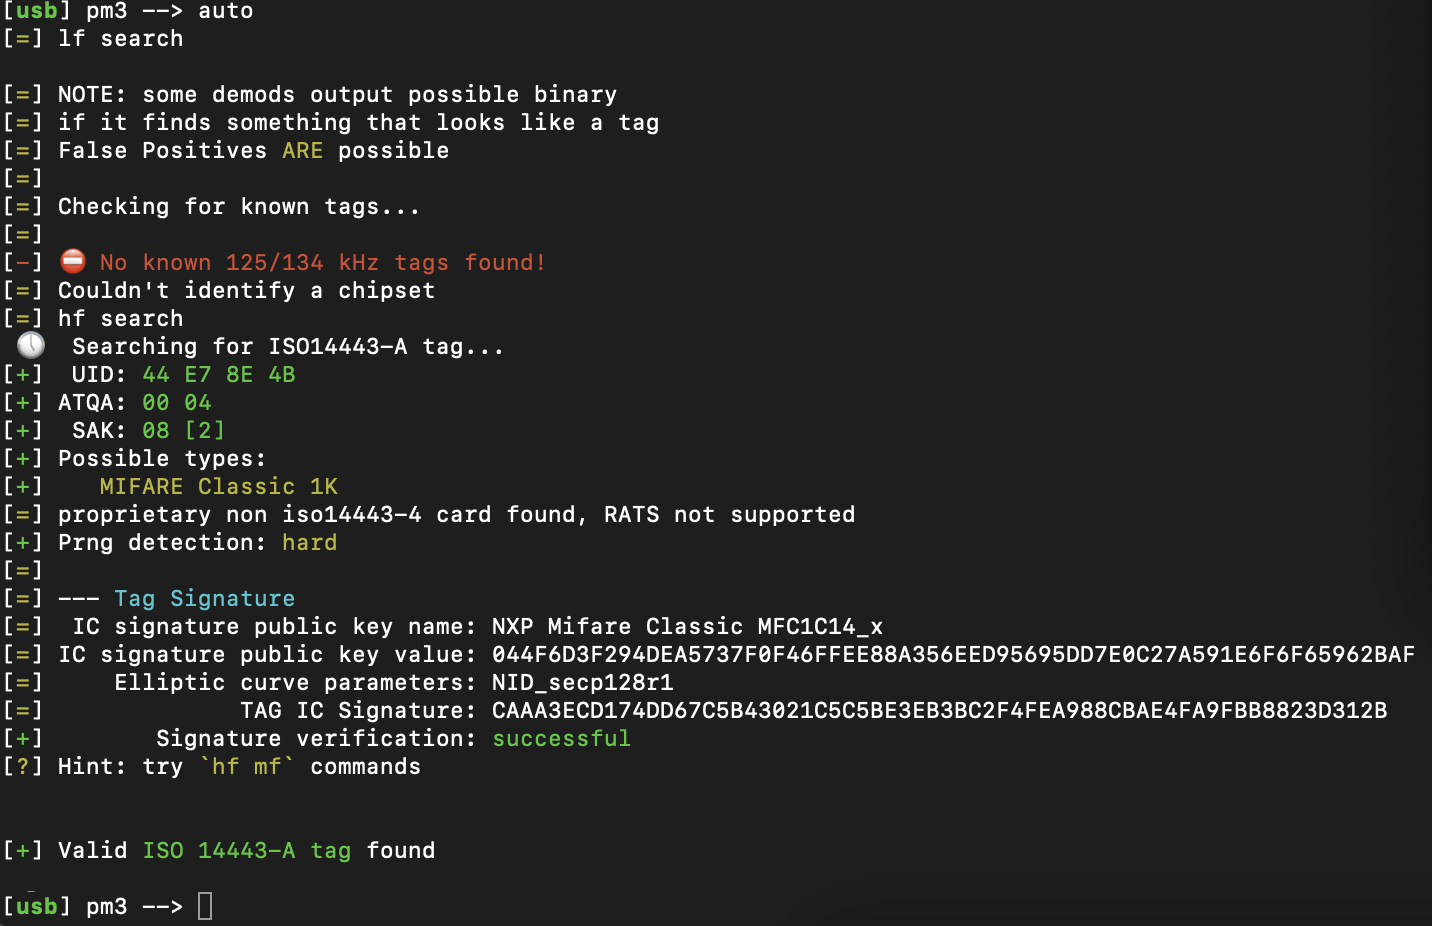 [usb] pm3 --> auto
[=] lf search
[=] NOTE: some demods output possible binary
[=] if it finds something that looks like a tag
[=] False Positives ARE possible
[=]
[=] Checking for known tags...
[=]
[-] ⛔ No known 125/134 kHz tags found!
[=] Couldn't identify a chipset
[=] hf search
🕔 Searching for ISO14443-A tag...
[+]  UID: 44 E7 8E 4B
[+] ATQA: 00 04
[+]  SAK: 08 [2]
[+] Possible types:
[+]    MIFARE Classic 1K
[=] proprietary non iso14443-4 card found, RATS not supported
[+] Prng detection: hard
[=]
[=] --- Tag Signature
[=]  IC signature public key name: NXP Mifare Classic MFC1C14_x
[=] IC signature public key value: 044F6D3F294DEA5737F0F46FFEE88A356EED95695DD7E0C27A591E6F6F65962BAF
[=]     Elliptic curve parameters: NID_secp128r1
[=]              TAG IC Signature: CAAA3ECD174DD67C5B43021C5C5BE3EB3BC2F4FEA988CBAE4FA9FBB8823D312B
[+]        Signature verification: successful
[?] Hint: try `hf mf` commands
[+] Valid ISO 14443-A tag found
[usb] pm3 -->